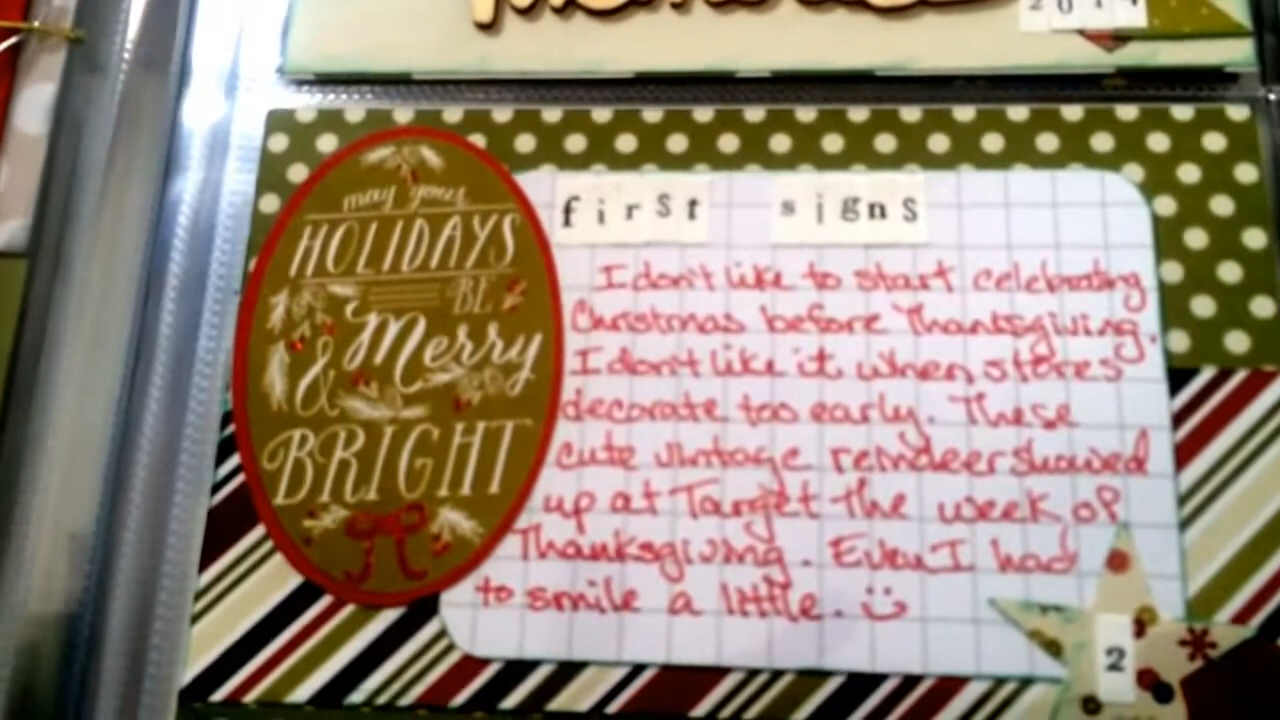 Memories
2014
may your
HOLIDAYS
BE
Merry
&
BRIGHT
first signs
I don't like to start celebrating
Christmas before Thanksgiving.
I don't like it when stores
decorate too early. These
cute vintage reindeer showed
up at Target the week of
Thanksgiving. Even I had
to smile a little. :)
2